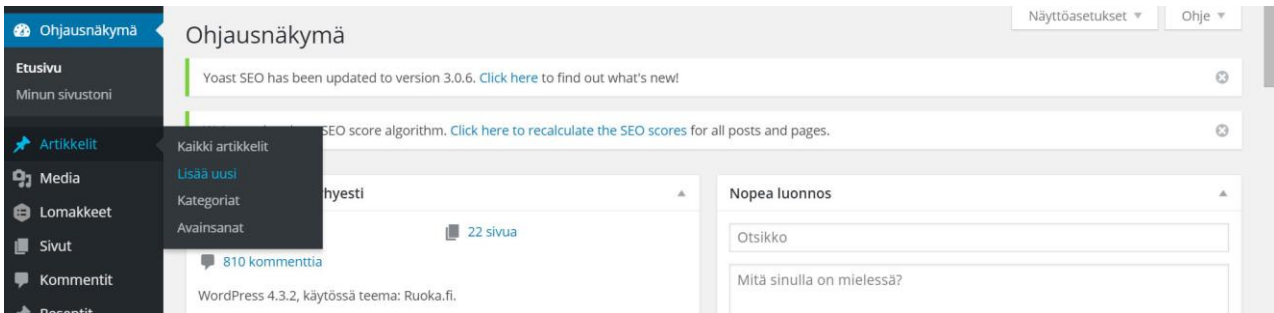 Ohjausnäkymä
Etusivu
Minun sivustoni
Artikkelit
Media
Lomakkeet
Sivut
Kommentit
Kaikki artikkelit
Lisää uusi
Kategoriat
Avainsanat
Näyttöasetukset
Ohje
Ohjausnäkymä
Yoast SEO has been updated to version 3.0.6. Click here to find out what's new!
SEO score algorithm. Click here to recalculate the SEO scores for all posts and pages.
hyesti
22 sivua
810 kommenttia
WordPress 4.3.2, käytössä teema: Ruoka.fi.
Nopea luonnos
Otsikko
Mitä sinulla on mielessä?